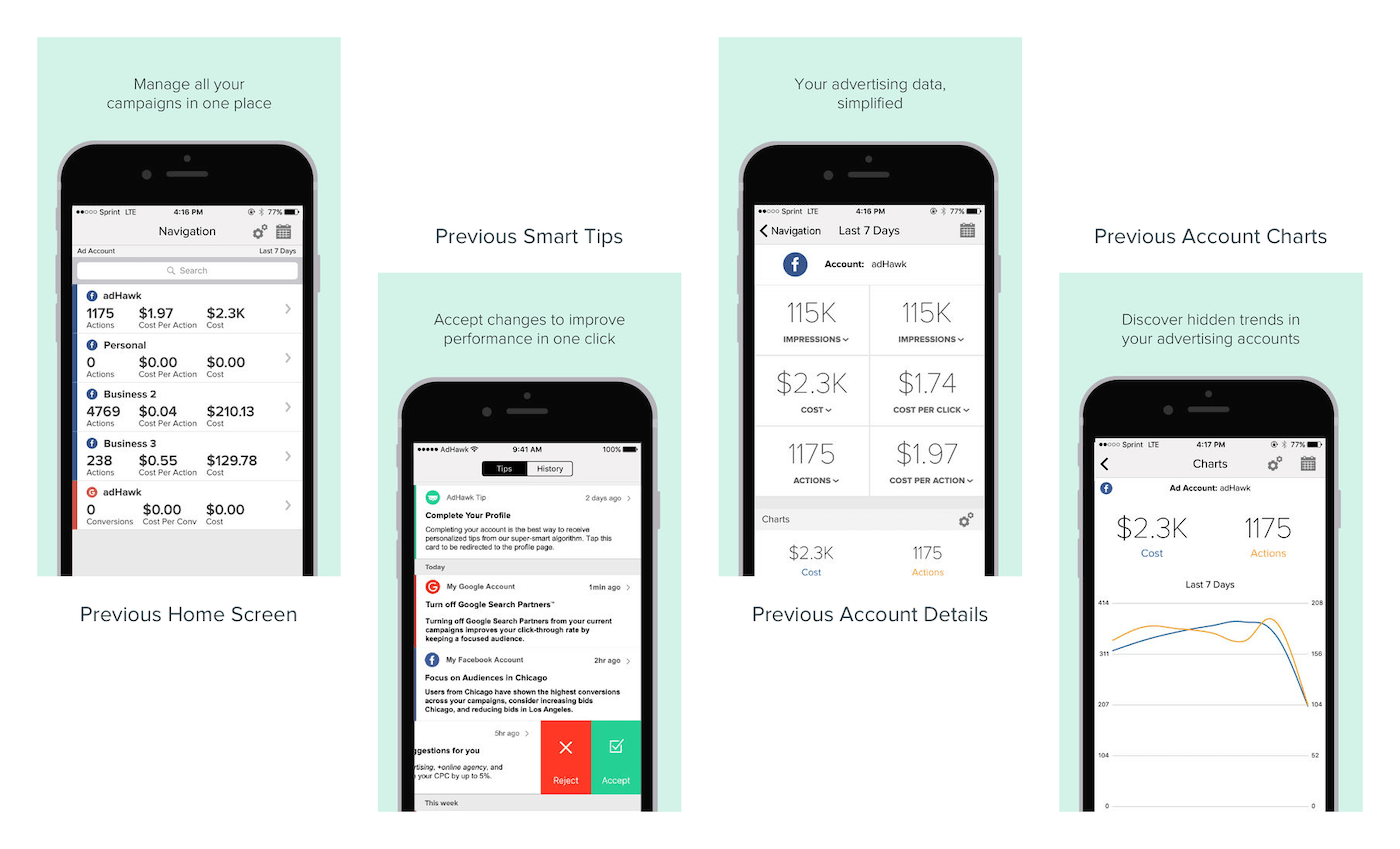 Manage all your
campaigns in one place
Sprint LTE 4:16 PM 77%
Navigation
Ad Account Last 7 Days
Search
adHawk
1175 $1.97 $2.3K
Actions Cost Per Action Cost
Personal
0 $0.00 $0.00
Actions Cost Per Action Cost
Business 2
4769 $0.04 $210.13
Actions Cost Per Action Cost
Business 3
238 $0.55 $129.78
Actions Cost Per Action Cost
adHawk
0 $0.00 $0.00
Conversions Cost Per Conv Cost
Previous Home Screen
Previous Smart Tips
Accept changes to improve
performance in one click
AdHawk 9:41 AM 100%
Tips History
AdHawk Tip 2 days ago
Complete Your Profile
Completing your account is the best way to receive
personalized tips from our super-smart algorithm. Tap this
card to be redirected to the profile page.
Today
My Google Account 1min ago
Turn off Google Search Partners™
Turning off Google Search Partners from your current
campaigns improves your click-through rate by
keeping a focused audience.
My Facebook Account 2hr ago
Focus on Audiences in Chicago
Users from Chicago have shown the highest conversions
across your campaigns, consider increasing bids
Chicago, and reducing bids in Los Angeles.
5hr ago
ggestions for you
rtising, +online agency, and
your CPC by up to 5%.
Reject Accept
This week
Your advertising data,
simplified
Sprint LTE 4:16 PM 77%
Navigation Last 7 Days
Account: adHawk
115K 115K
IMPRESSIONS IMPRESSIONS
$2.3K $1.74
COST COST PER CLICK
1175 $1.97
ACTIONS COST PER ACTION
Charts
$2.3K 1175
Cost Actions
Previous Account Details
Previous Account Charts
Discover hidden trends in
your advertising accounts
Sprint LTE 4:17 PM 77%
Charts
Ad Account: adHawk
$2.3K 1175
Cost Actions
Last 7 Days
414 208
311 156
207 104
104 52
0 0